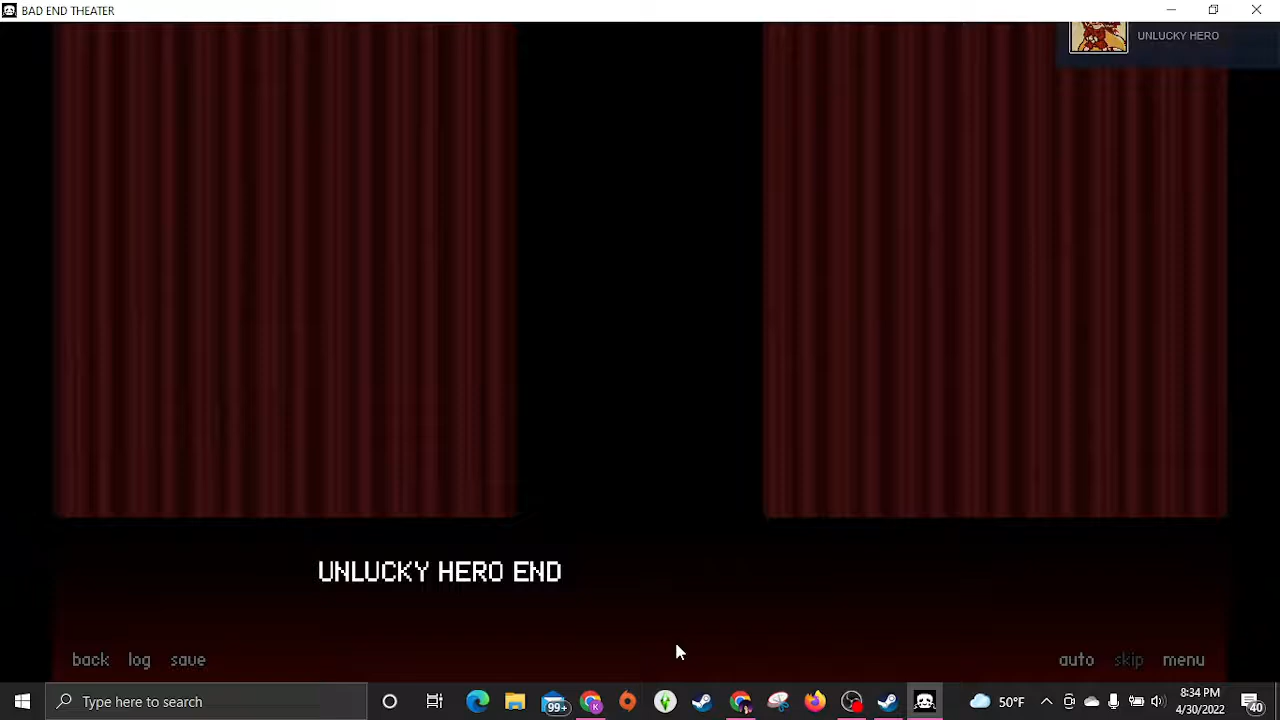 BAD END THEATER
UNLUCKY HERO
UNLUCKY HERO END
back log save
auto skip menu
Type here to search
99+
K
50°F
8:34 PM
4/30/2022
40